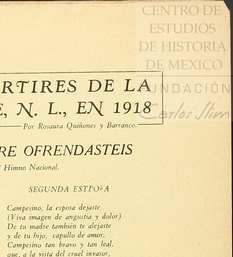 CENTRO DE
ESTUDIOS
DE HISTORIA
DE MEXICO
FUNDACIÓN
Carlos Slim
RTIRES DE LA
E, N. L., EN 1918
Por Rosaura Quiñones y Barranco.
RE OFRENDASTEIS
Himno Nacional.
SEGUNDA ESTROFA
Campesino, la esposa dejaste
(Viva imagen de angustia y dolor)
De tu madre también te alejaste
y de tu hijo, capullo de amor.
Campesino tan bravo y tan leal,
que, a la vista del cruel invasor,